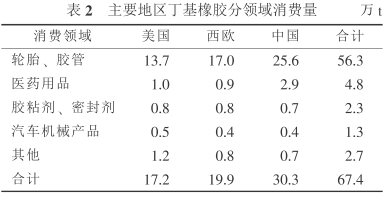 表 2 主要地区丁基橡胶分领域消费量 万 t
消费领域 美国 西欧 中国 合计
轮胎、胶管 13.7 17.0 25.6 56.3
医药用品 1.0 0.9 2.9 4.8
胶粘剂、密封剂 0.8 0.8 0.7 2.3
汽车机械产品 0.5 0.4 0.4 1.3
其他 1.2 0.8 0.7 2.7
合计 17.2 19.9 30.3 67.4